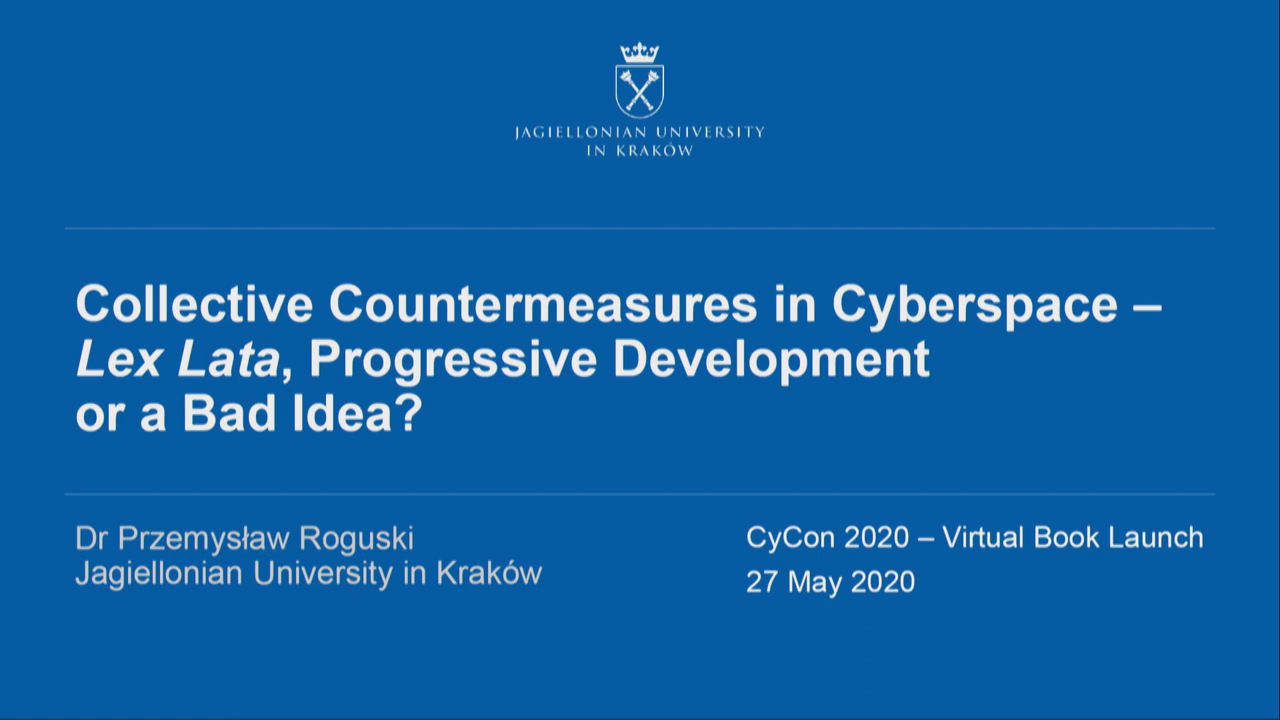 JAGIELLONIAN UNIVERSITY
IN KRAKÓW
Collective Countermeasures in Cyberspace –
Lex Lata, Progressive Development
or a Bad Idea?
Dr Przemysław Roguski
Jagiellonian University in Kraków
CyCon 2020 – Virtual Book Launch
27 May 2020